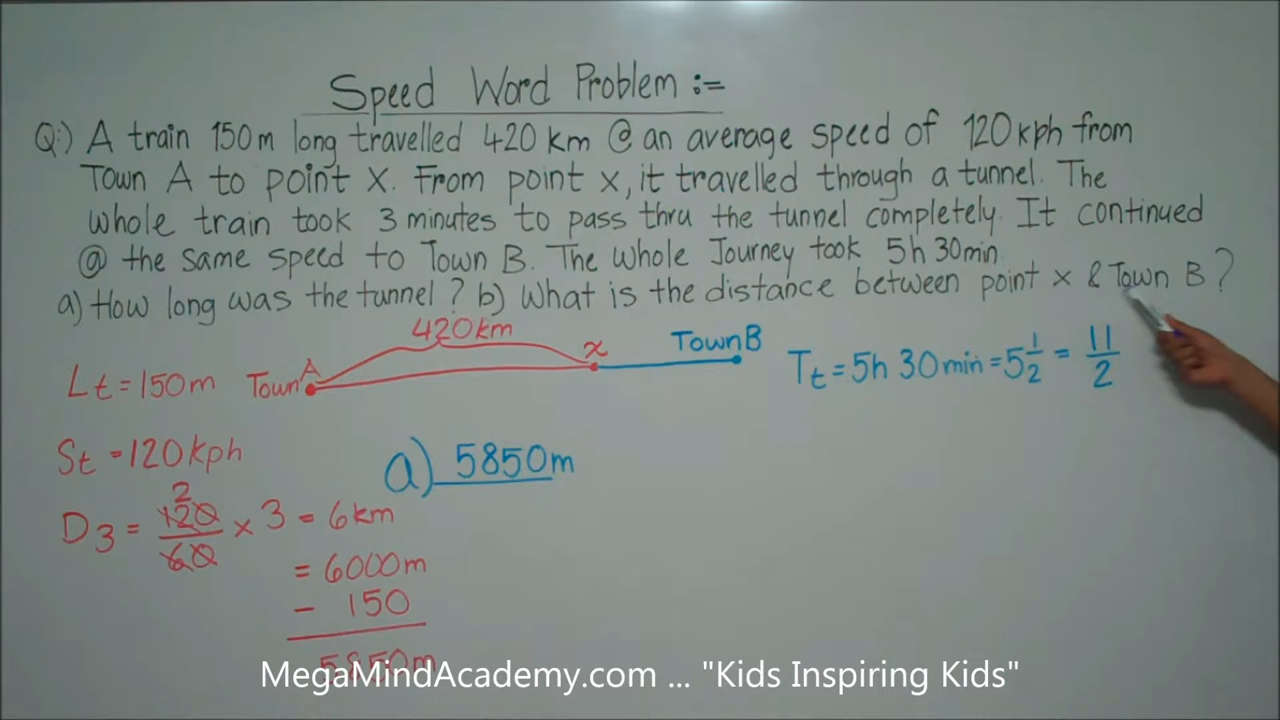 Speed Word Problem :-
Q:) A train 150m long travelled 420 km @ an average speed of 120kph from
Town A to point X. From point x, it travelled through a tunnel. The
whole train took 3 minutes to pass thru the tunnel completely. It continued
@ the same speed to Town B. The whole Journey took 5h 30min
a) How long was the tunnel? b) What is the distance between point x & Town B?
420km
Town A x Town B
Lt = 150m
Tt = 5h 30min = 5 1/2 = 11/2
St = 120kph
a) 5850m
2
D3 = 120/60 x 3 = 6km
= 6000m
- 150
5850m
MegaMindAcademy.com ... "Kids Inspiring Kids"